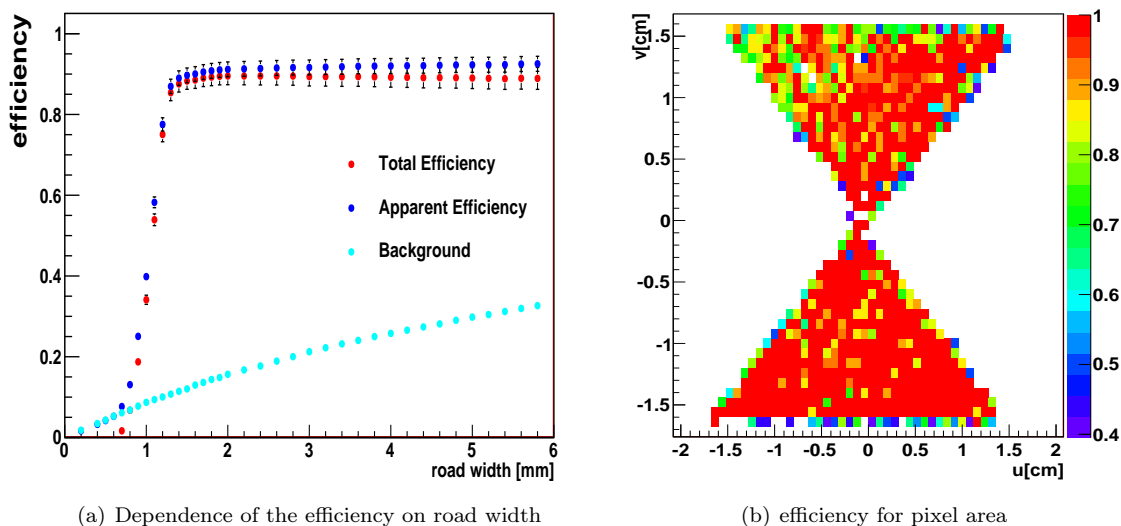 efficiency
1
0.8
0.6
0.4
0.2
0
Total Efficiency
Apparent Efficiency
Background
0 1 2 3 4 5 6
road width [mm]
(a) Dependence of the efficiency on road width
v[cm]
1.5
1
0.5
0
-0.5
-1
-1.5
-2 -1.5 -1 -0.5 0 0.5 1 1.5 2
u[cm]
1
0.9
0.8
0.7
0.6
0.5
0.4
(b) efficiency for pixel area